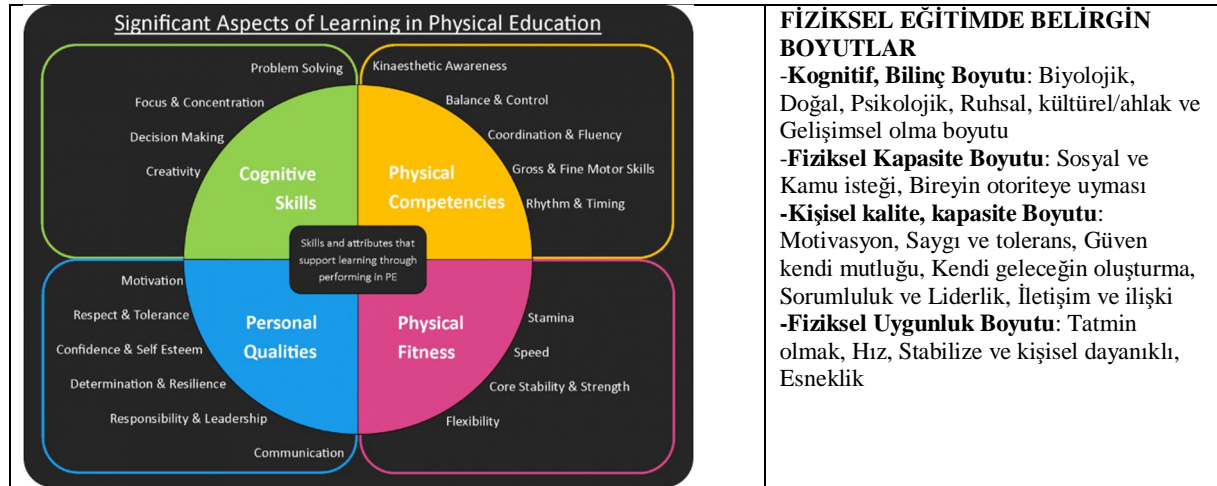 Significant Aspects of Learning in Physical Education
Problem Solving
Focus & Concentration
Decision Making
Creativity
Cognitive
Skills
Kinaesthetic Awareness
Balance & Control
Coordination & Fluency
Gross & Fine Motor Skills
Rhythm & Timing
Physical
Competencies
Skills and attributes that
support learning through
performing in PE
Motivation
Respect & Tolerance
Confidence & Self Esteem
Determination & Resilience
Responsibility & Leadership
Communication
Personal
Qualities
Physical
Fitness
Stamina
Speed
Core Stability & Strength
Flexibility
FİZİKSEL EĞİTİMDE BELİRGİN
BOYUTLAR
-Kognitif, Bilinç Boyutu: Biyolojik,
Doğal, Psikolojik, Ruhsal, kültürel/ahlak ve
Gelişimsel olma boyutu
-Fiziksel Kapasite Boyutu: Sosyal ve
Kamu isteği, Bireyin otoriteye uyması
-Kişisel kalite, kapasite Boyutu:
Motivasyon, Saygı ve tolerans, Güven
kendi mutluğu, Kendi geleceğin oluşturma,
Sorumluluk ve Liderlik, İletişim ve ilişki
-Fiziksel Uygunluk Boyutu: Tatmin
olmak, Hız, Stabilize ve kişisel dayanıklı,
Esneklik